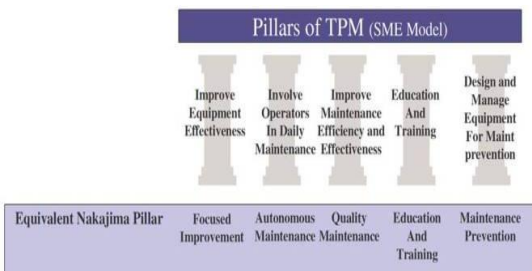 Pillars of TPM (SME Model)
Improve
Equipment
Effectiveness
Involve
Operators
In Daily
Maintenance
Improve
Maintenance
Efficiency and
Effectiveness
Education
And
Training
Design and
Manage
Equipment
For Maint
prevention
Equivalent Nakajima Pillar
Focused
Improvement
Autonomous
Maintenance
Quality
Maintenance
Education
And
Training
Maintenance
Prevention